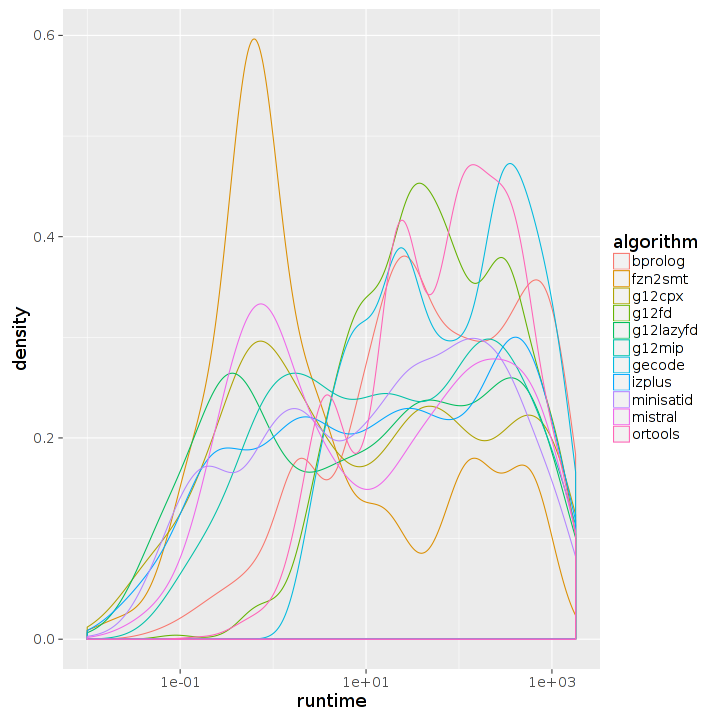 0.6
0.4
0.2
0.0
density
1e-01 1e+01 1e+03
runtime
algorithm
bprolog
fzn2smt
g12cpx
g12fd
g12lazyfd
g12mip
gecode
izplus
minisatid
mistral
ortools